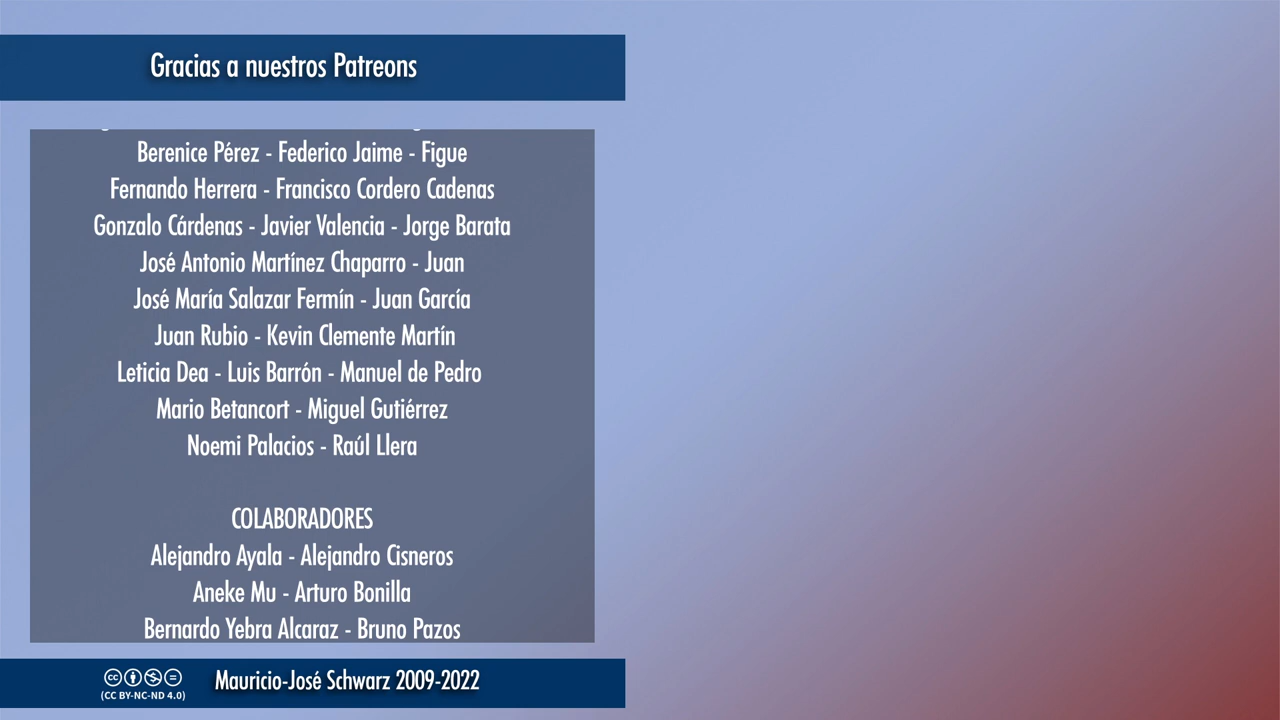 Gracias a nuestros Patreons
Berenice Pérez - Federico Jaime - Figue
Fernando Herrera - Francisco Cordero Cadenas
Gonzalo Cárdenas - Javier Valencia - Jorge Barata
José Antonio Martínez Chaparro - Juan
José María Salazar Fermín - Juan García
Juan Rubio - Kevin Clemente Martín
Leticia Dea - Luis Barrón - Manuel de Pedro
Mario Betancort - Miguel Gutiérrez
Noemi Palacios - Raúl Llera
COLABORADORES
Alejandro Ayala - Alejandro Cisneros
Aneke Mu - Arturo Bonilla
Bernardo Yebra Alcaraz - Bruno Pazos
(CC BY-NC-ND 4.0)
Mauricio-José Schwarz 2009-2022